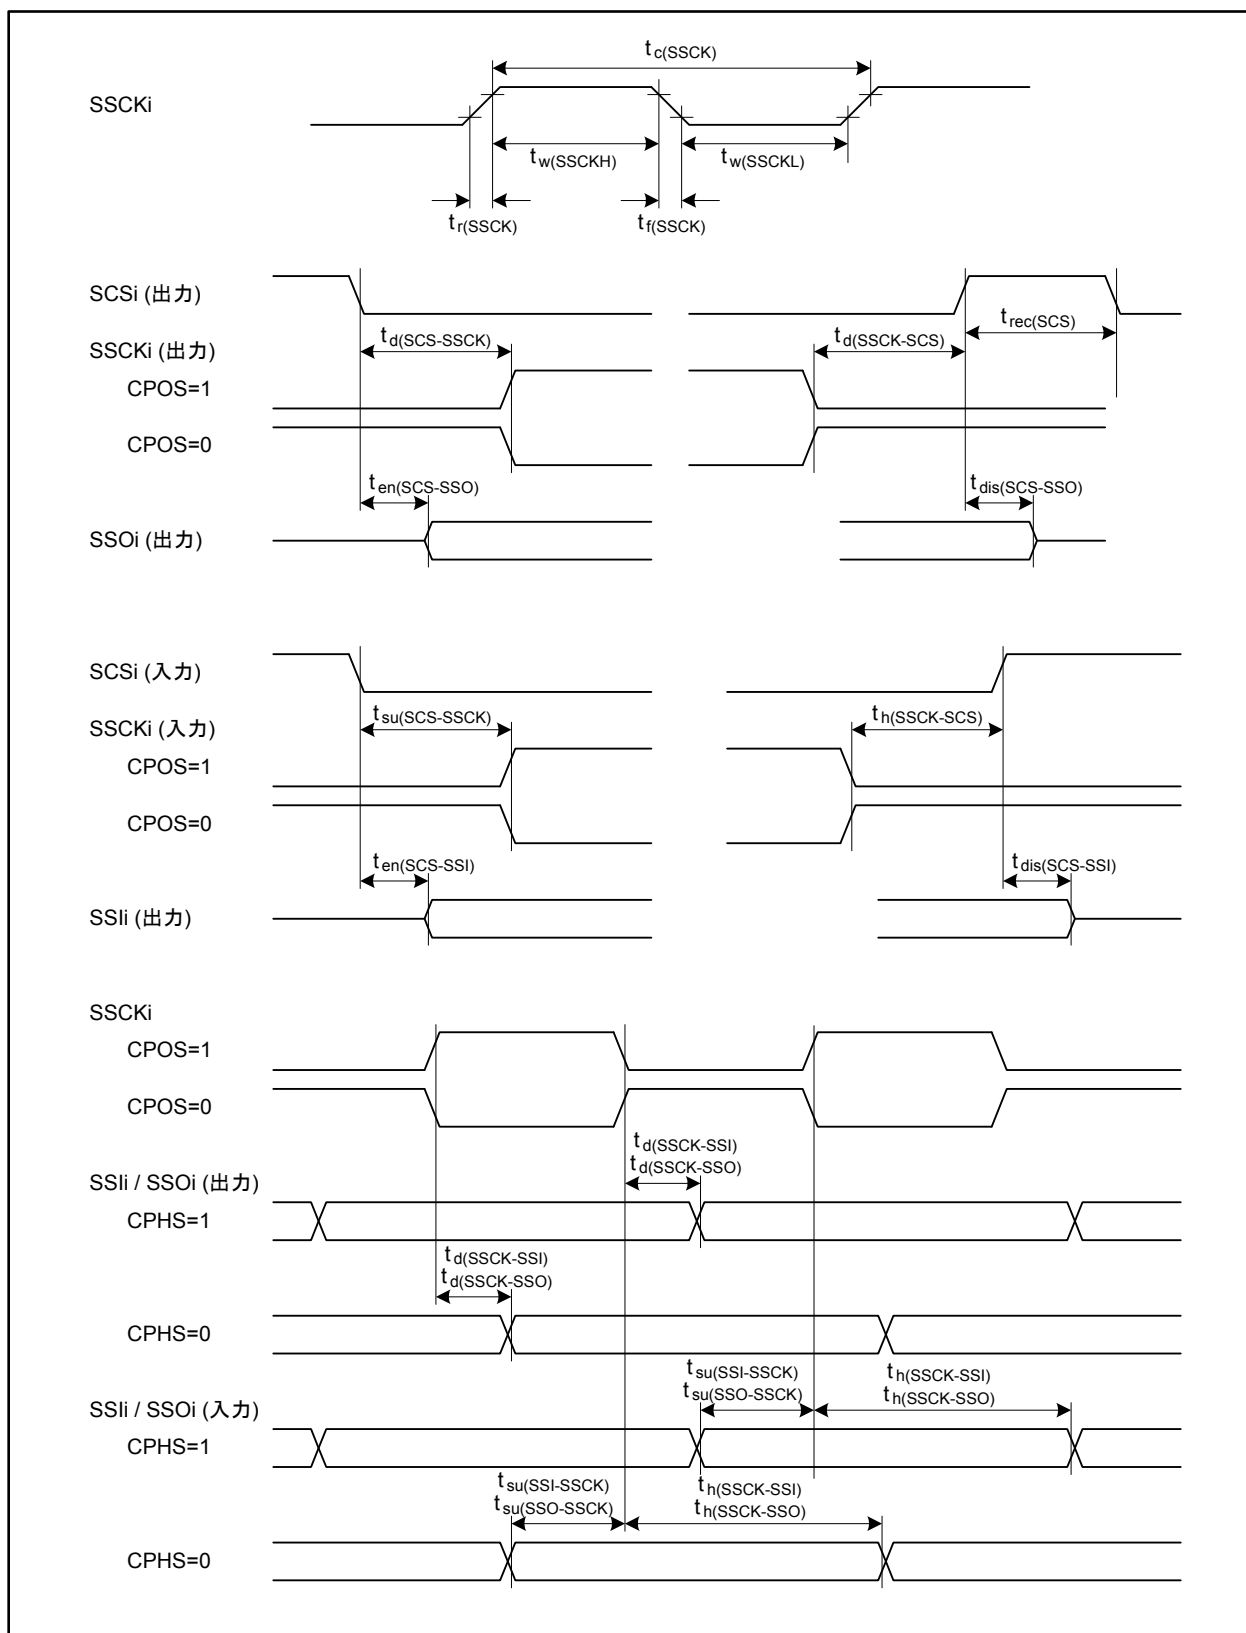 tc(SSCK)
SSCKi
tw(SSCKH)
tw(SSCKL)
tr(SSCK)
tf(SSCK)
SCSi (出力)
trec(SCS)
td(SCS-SSCK)
td(SSCK-SCS)
SSCKi (出力)
CPOS=1
CPOS=0
ten(SCS-SSO)
tdis(SCS-SSO)
SSOi (出力)
SCSi (入力)
tsu(SCS-SSCK)
th(SSCK-SCS)
SSCKi (入力)
CPOS=1
CPOS=0
ten(SCS-SSI)
tdis(SCS-SSI)
SSIi (出力)
SSCKi
CPOS=1
CPOS=0
td(SSCK-SSI)
td(SSCK-SSO)
SSIi / SSOi (出力)
CPHS=1
td(SSCK-SSI)
td(SSCK-SSO)
CPHS=0
tsu(SSI-SSCK)
tsu(SSO-SSCK)
th(SSCK-SSI)
th(SSCK-SSO)
SSIi / SSOi (入力)
CPHS=1
tsu(SSI-SSCK)
tsu(SSO-SSCK)
th(SSCK-SSI)
th(SSCK-SSO)
CPHS=0